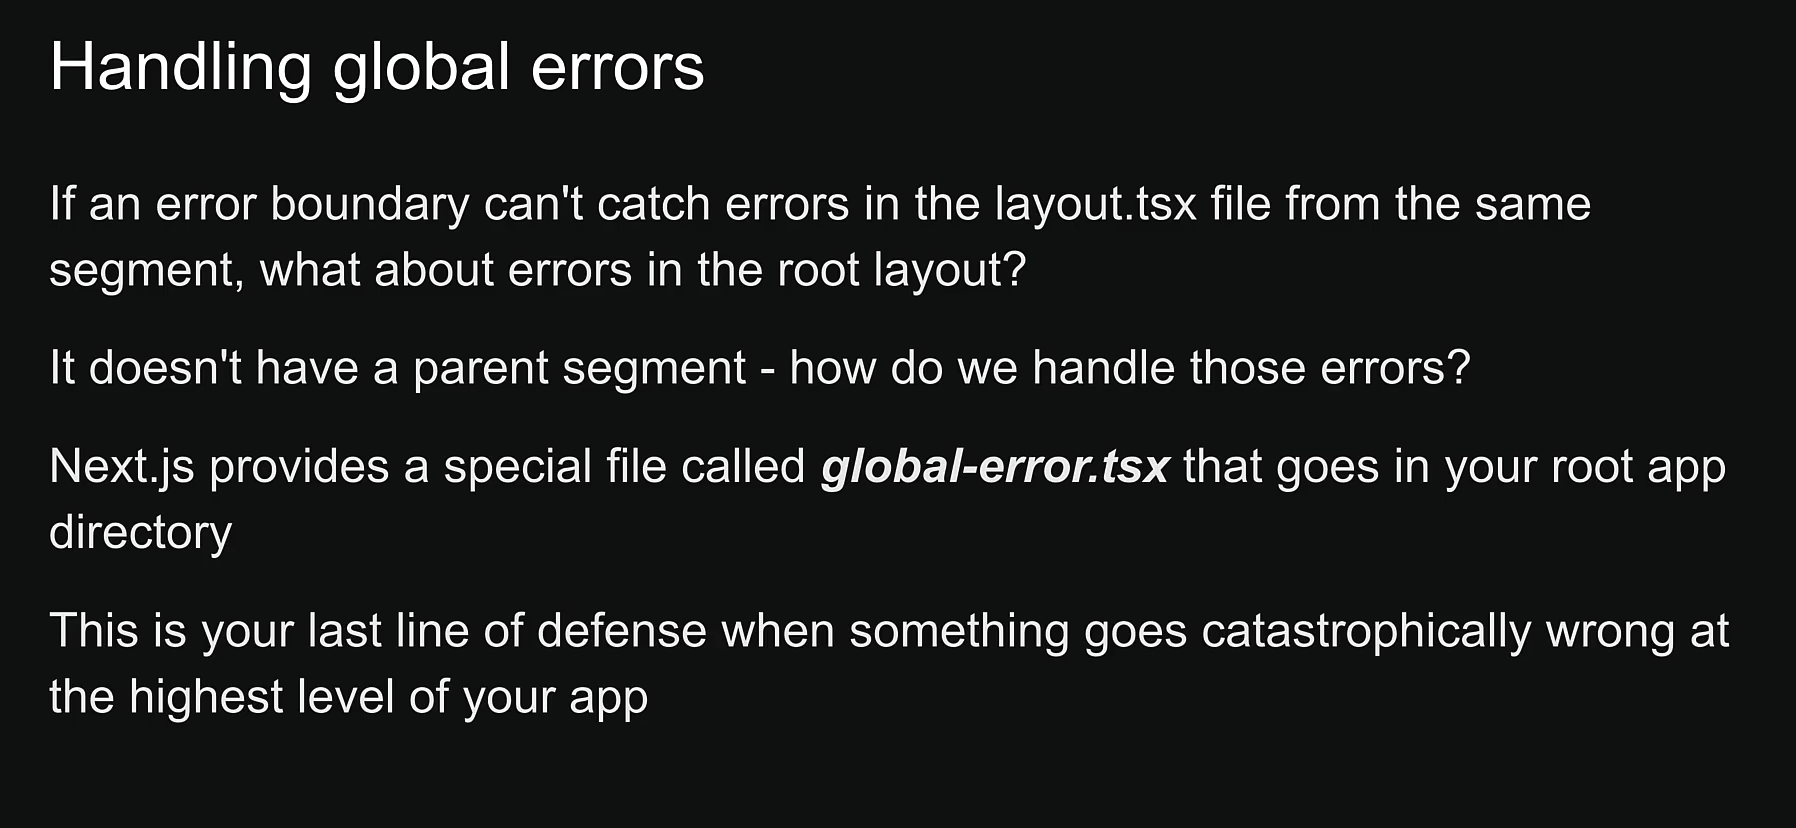 Handling global errors
If an error boundary can't catch errors in the layout.tsx file from the same
segment, what about errors in the root layout?
It doesn't have a parent segment - how do we handle those errors?
Next.js provides a special file called global-error.tsx that goes in your root app
directory
This is your last line of defense when something goes catastrophically wrong at
the highest level of your app